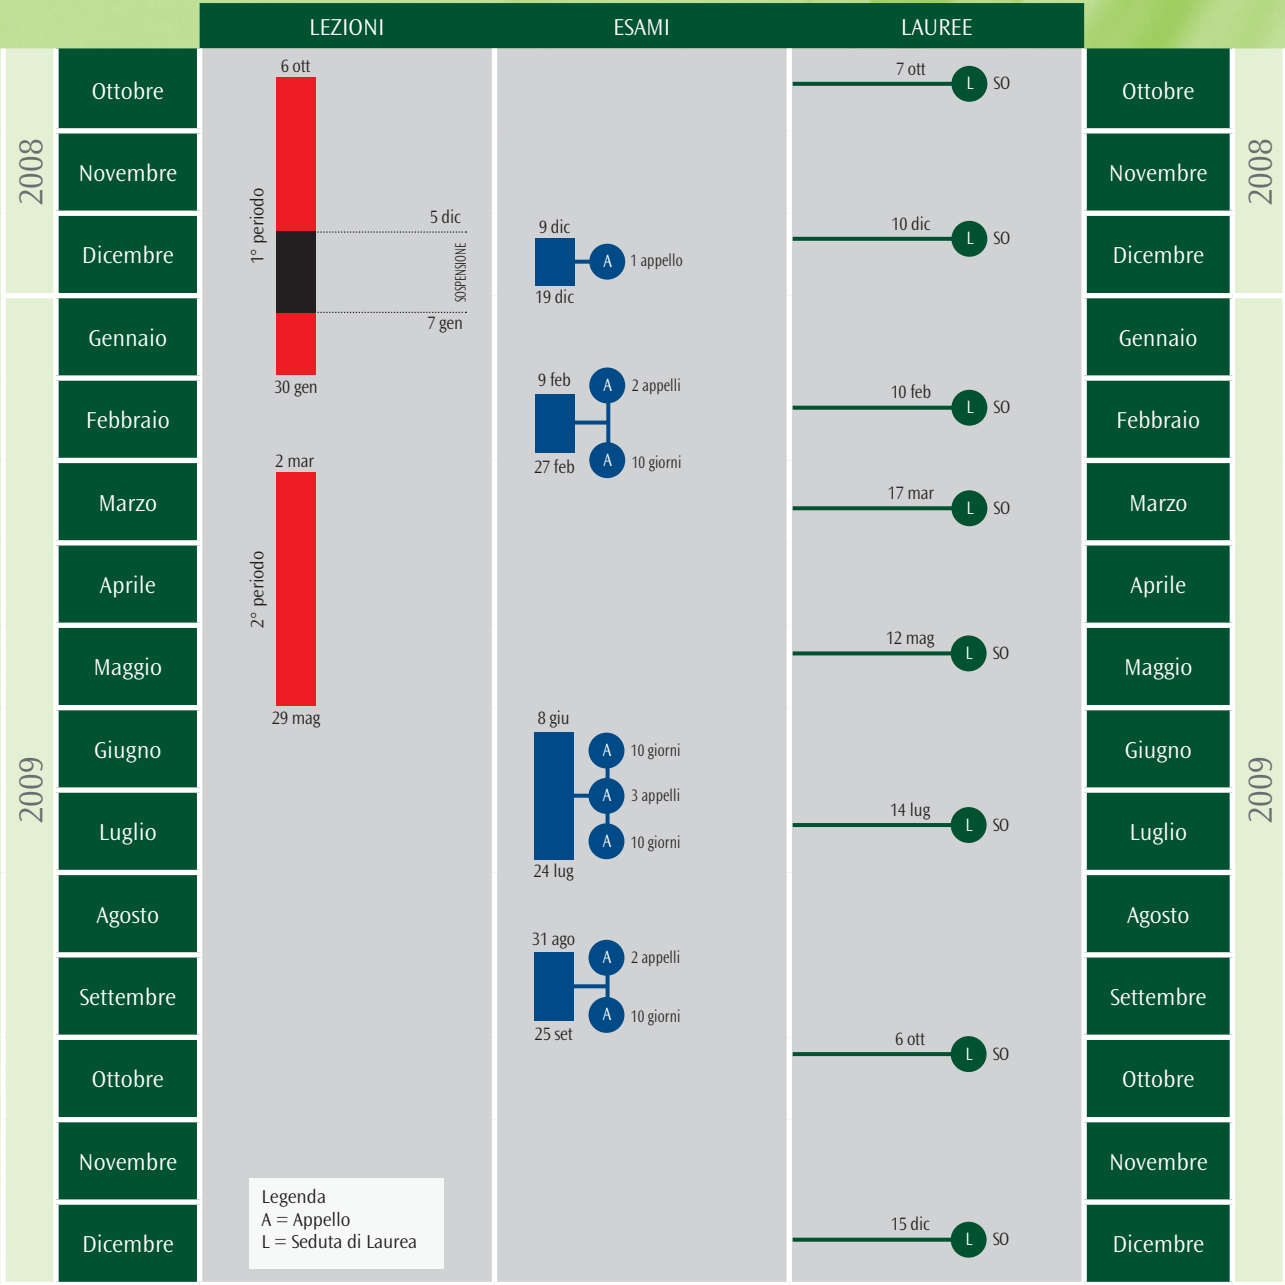 LEZIONI
ESAMI
LAUREE
2008
Ottobre
Novembre
Dicembre
2009
Gennaio
Febbraio
Marzo
Aprile
Maggio
Giugno
Luglio
Agosto
Settembre
Ottobre
Novembre
Dicembre
6 ott
1° periodo
5 dic
SOSPENSIONE
7 gen
30 gen
2 mar
2° periodo
29 mag
Legenda
A = Appello
L = Seduta di Laurea
9 dic
A 1 appello
19 dic
9 feb
A 2 appelli
A 10 giorni
27 feb
8 giu
A 10 giorni
A 3 appelli
A 10 giorni
24 lug
31 ago
A 2 appelli
A 10 giorni
25 set
7 ott
L SO
10 dic
L SO
10 feb
L SO
17 mar
L SO
12 mag
L SO
14 lug
L SO
6 ott
L SO
15 dic
L SO
Ottobre
Novembre
Dicembre
2008
Gennaio
Febbraio
Marzo
Aprile
Maggio
Giugno
Luglio
Agosto
Settembre
Ottobre
Novembre
Dicembre
2009